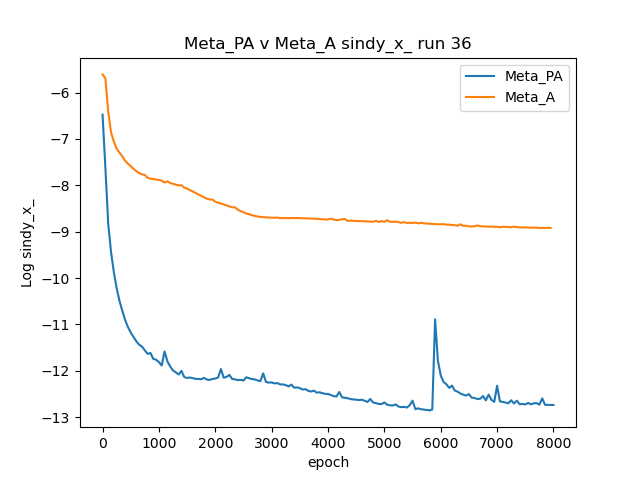 Meta_PA v Meta_A sindy_x_ run 36
Meta_PA
Meta_A
Log sindy_x_
−6
−7
−8
−9
−10
−11
−12
−13
0 1000 2000 3000 4000 5000 6000 7000 8000
epoch